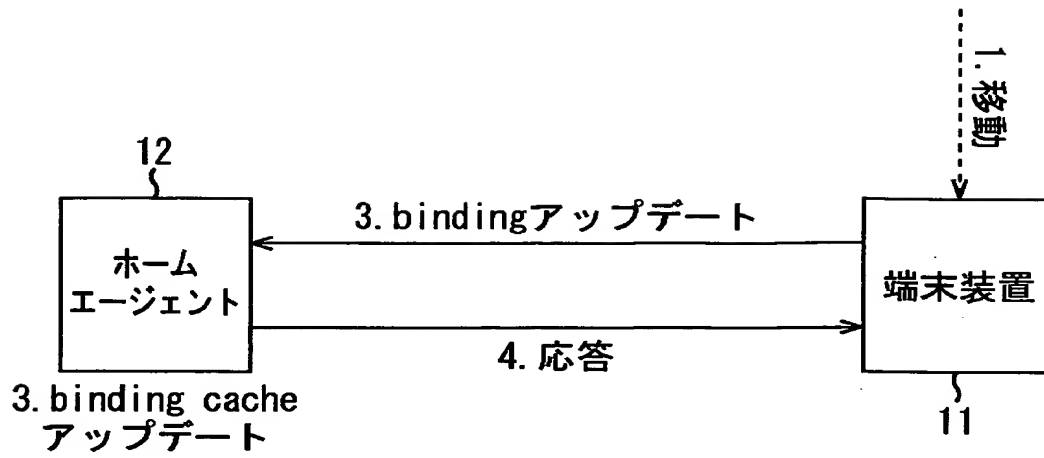 1.移動
12
3.bindingアップデート
ホーム
エージェント
端末装置
4.応答
3.binding cache
アップデート
11